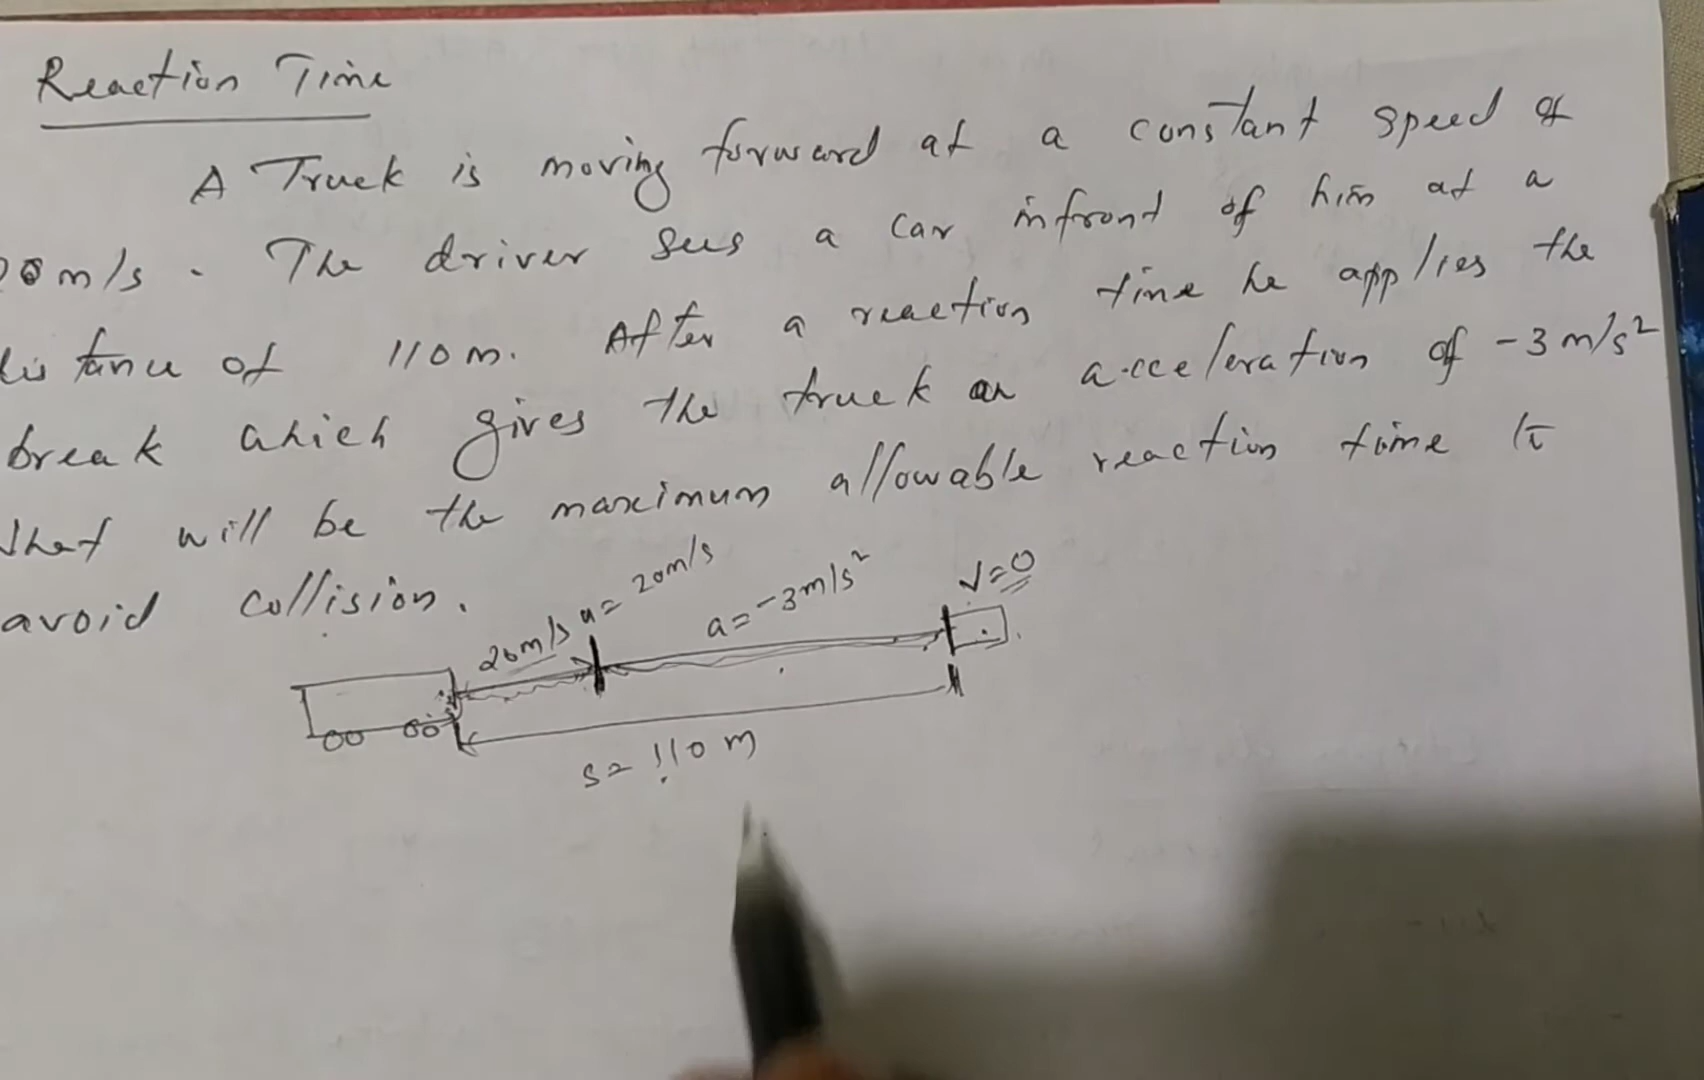 Reaction Time
A Truck is moving forward at a constant speed of
20 m/s. The driver sees a car infront of him at a
distance of 110 m. After a reaction time he applies the
break which gives the truck an acceleration of -3 m/s²
What will be the maximum allowable reaction time to
avoid collision.
20m/s u = 20m/s a = -3m/s² V=0
s = 110 m